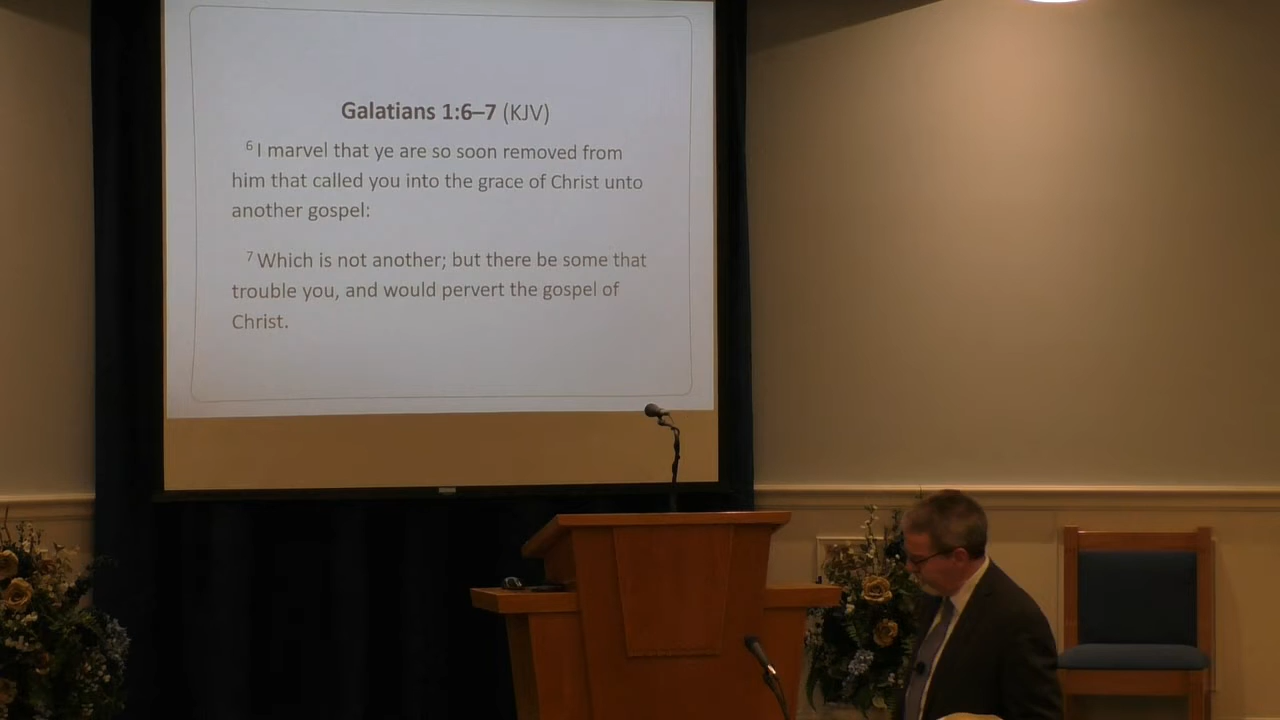 Galatians 1:6–7 (KJV)
6 I marvel that ye are so soon removed from
him that called you into the grace of Christ unto
another gospel:
7 Which is not another; but there be some that
trouble you, and would pervert the gospel of
Christ.